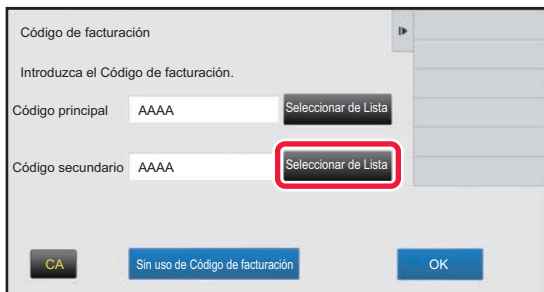 Código de facturación
Introduzca el Código de facturación.
Código principal AAAA Seleccionar de Lista
Código secundario AAAA Seleccionar de Lista
CA Sin uso de Código de facturación OK